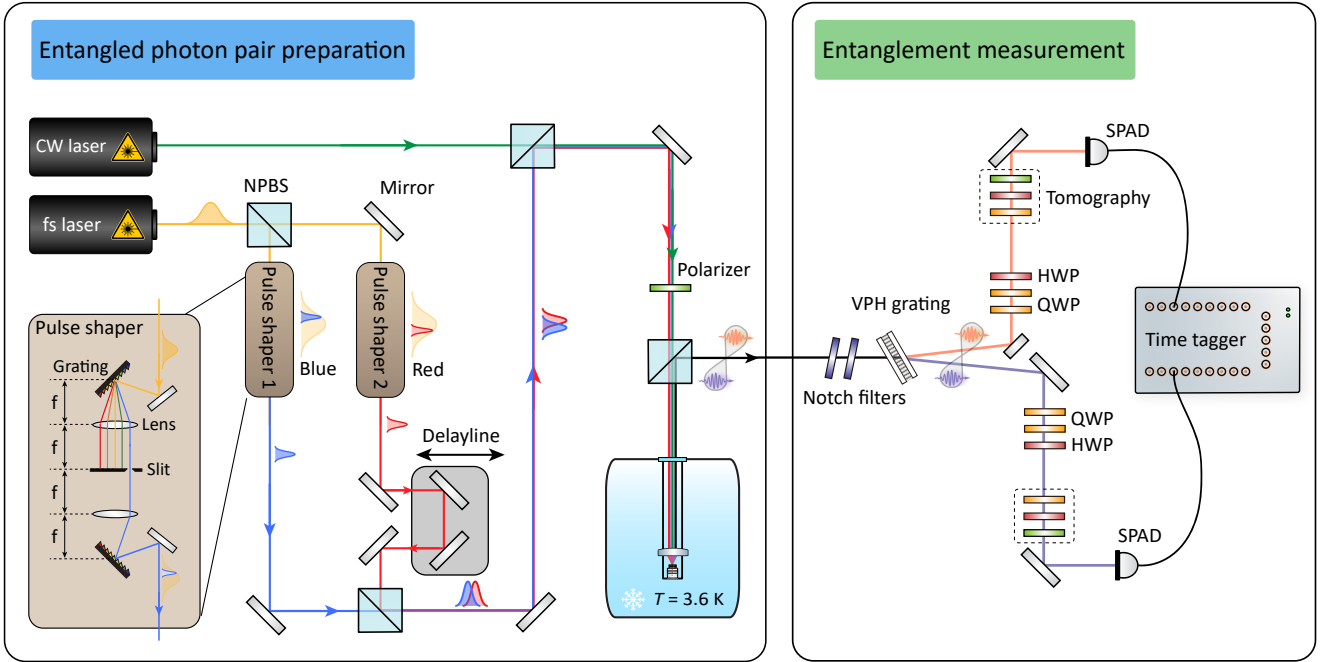 Entangled photon pair preparation
Entanglement measurement
CW laser
fs laser
NPBS
Mirror
Pulse shaper 1
Pulse shaper 2
Blue
Red
Pulse shaper
Grating
f
Lens
f
Slit
f
f
Delayline
Polarizer
T = 3.6 K
Notch filters
VPH grating
SPAD
Tomography
HWP
QWP
Time tagger
QWP
HWP
SPAD